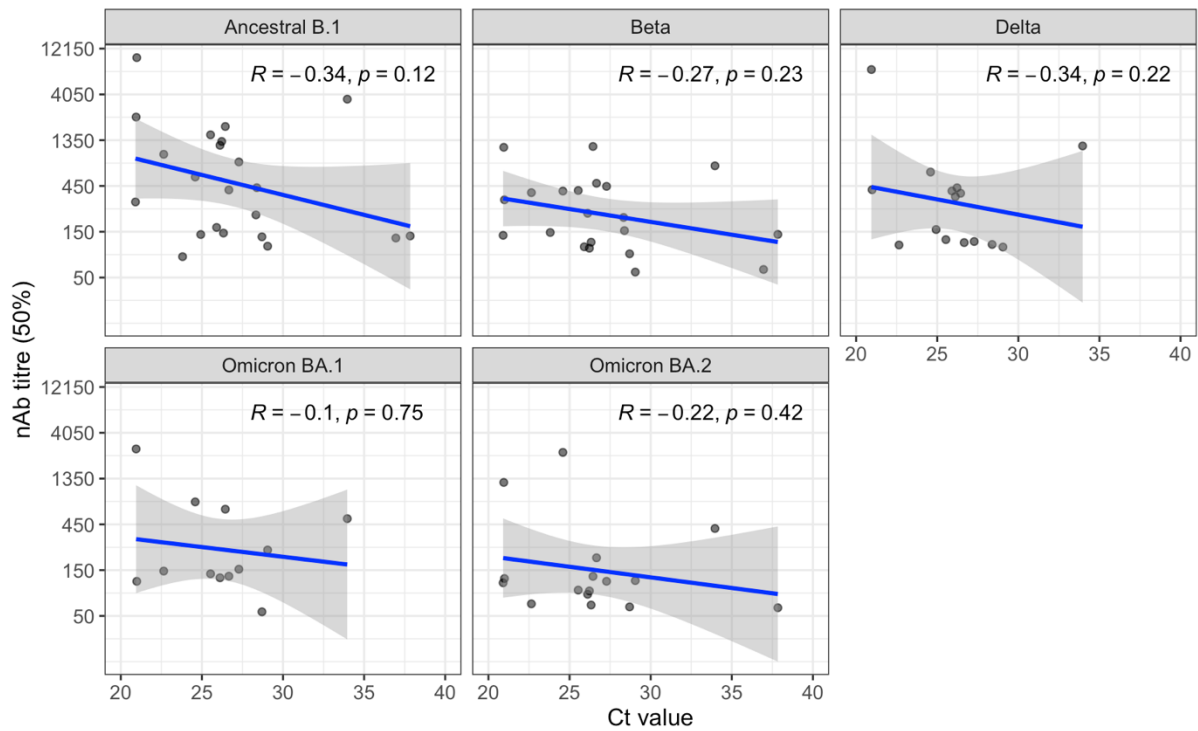 Ancestral B.1
Beta
Delta
12150
4050
1350
450
150
50
R = −0.34, p = 0.12
R = −0.27, p = 0.23
R = −0.34, p = 0.22
20 25 30 35 40
nAb titre (50%)
Omicron BA.1
Omicron BA.2
12150
4050
1350
450
150
50
R = −0.1, p = 0.75
R = −0.22, p = 0.42
20 25 30 35 40
20 25 30 35 40
Ct value